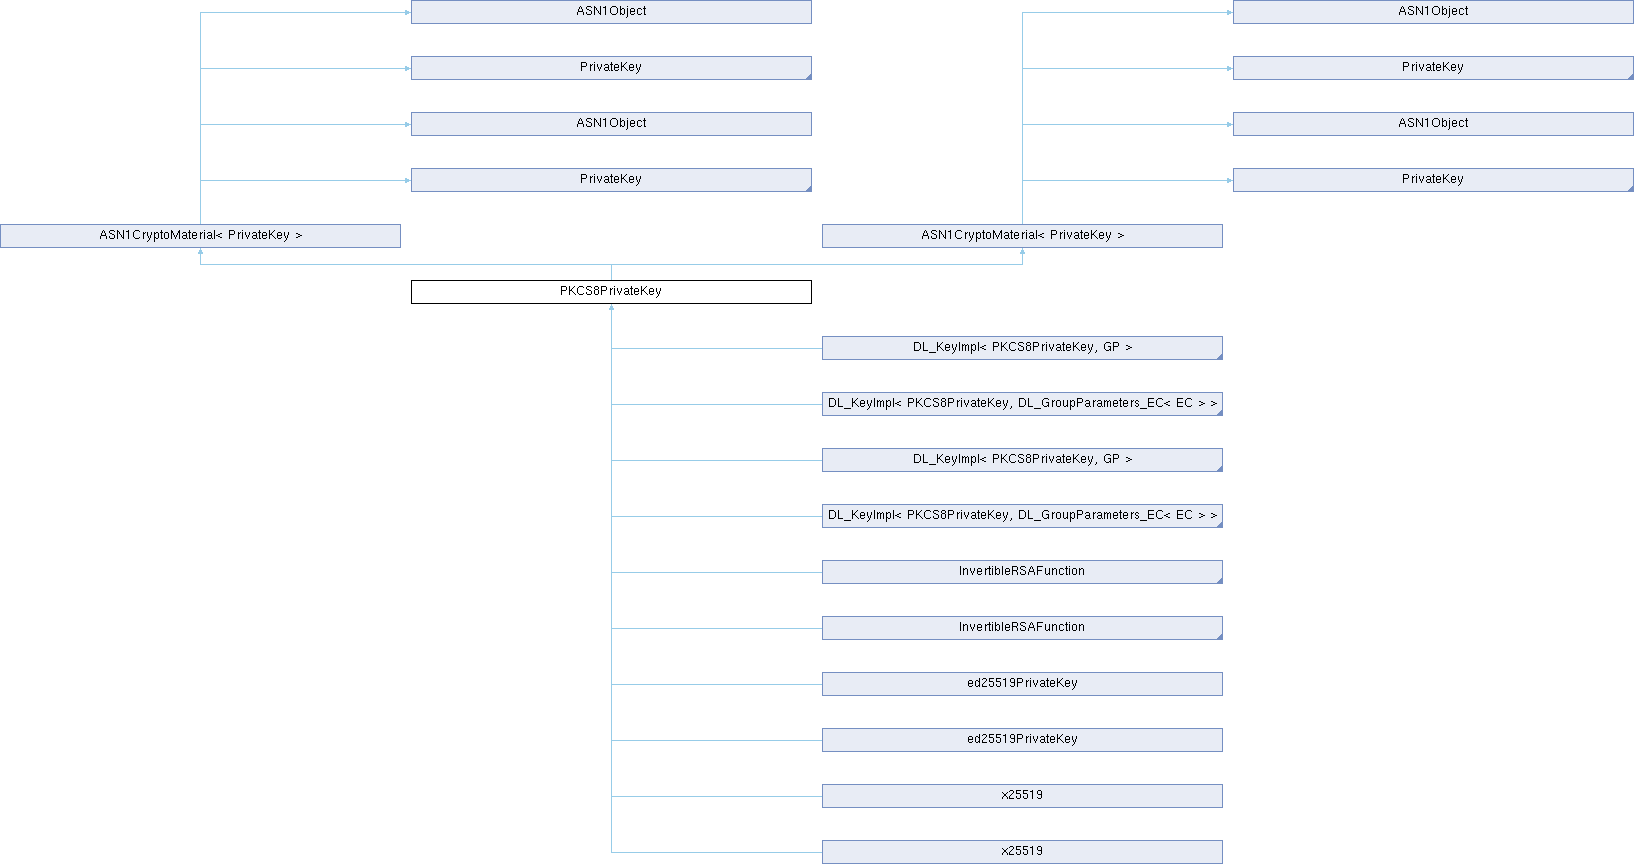 ASN1Object
ASN1Object
PrivateKey
PrivateKey
ASN1Object
ASN1Object
PrivateKey
PrivateKey
ASN1CryptoMaterial< PrivateKey >
ASN1CryptoMaterial< PrivateKey >
PKCS8PrivateKey
DL_KeyImpl< PKCS8PrivateKey, GP >
DL_KeyImpl< PKCS8PrivateKey, DL_GroupParameters_EC< EC > >
DL_KeyImpl< PKCS8PrivateKey, GP >
DL_KeyImpl< PKCS8PrivateKey, DL_GroupParameters_EC< EC > >
InvertibleRSAFunction
InvertibleRSAFunction
ed25519PrivateKey
ed25519PrivateKey
x25519
x25519